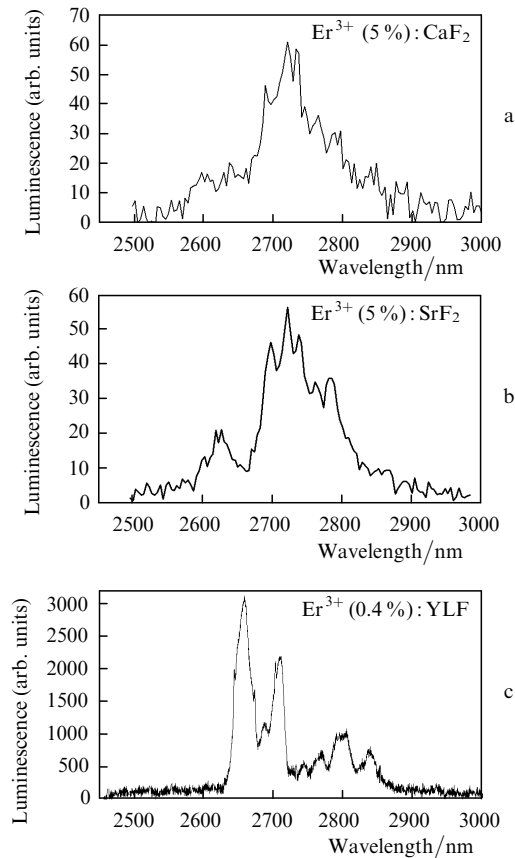 70
Er³⁺ (5 %) : CaF₂
60
50
40
a
30
20
10
0
Luminescence (arb. units)
2500 2600 2700 2800 2900 3000
Wavelength/nm
60
Er³⁺ (5 %) : SrF₂
50
40
30
b
20
10
0
Luminescence (arb. units)
2500 2600 2700 2800 2900 3000
Wavelength/nm
3000
Er³⁺ (0.4 %) : YLF
2500
2000
1500
c
1000
500
0
Luminescence (arb. units)
2500 2600 2700 2800 2900 3000
Wavelength/nm